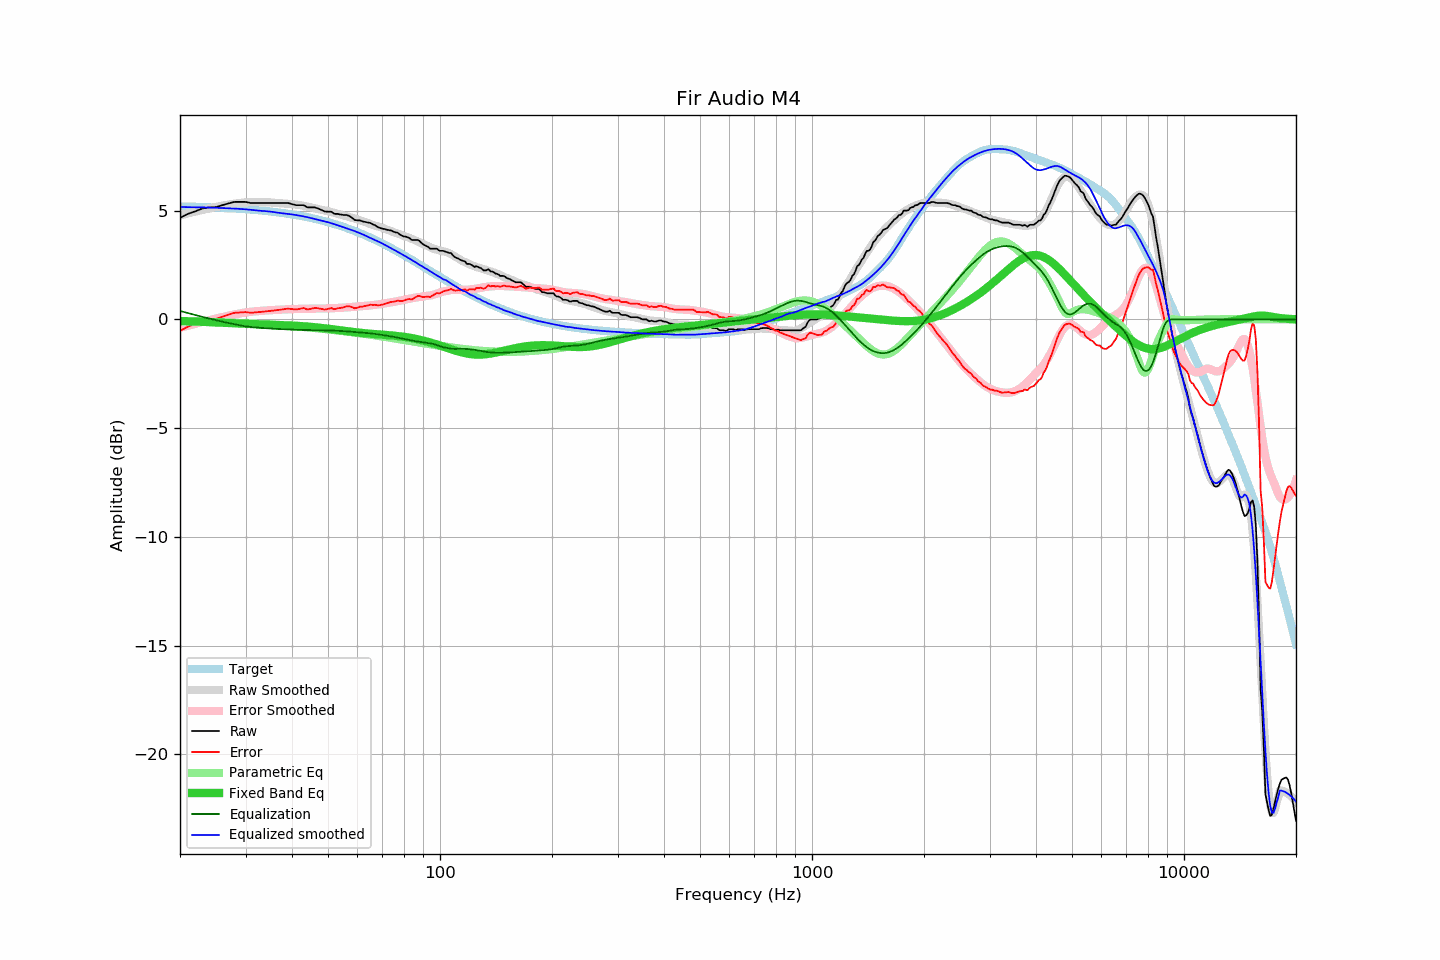 Fir Audio M4
5
0
−5
−10
−15
−20
Amplitude (dBr)
100
1000
10000
Frequency (Hz)
Target
Raw Smoothed
Error Smoothed
Raw
Error
Parametric Eq
Fixed Band Eq
Equalization
Equalized smoothed